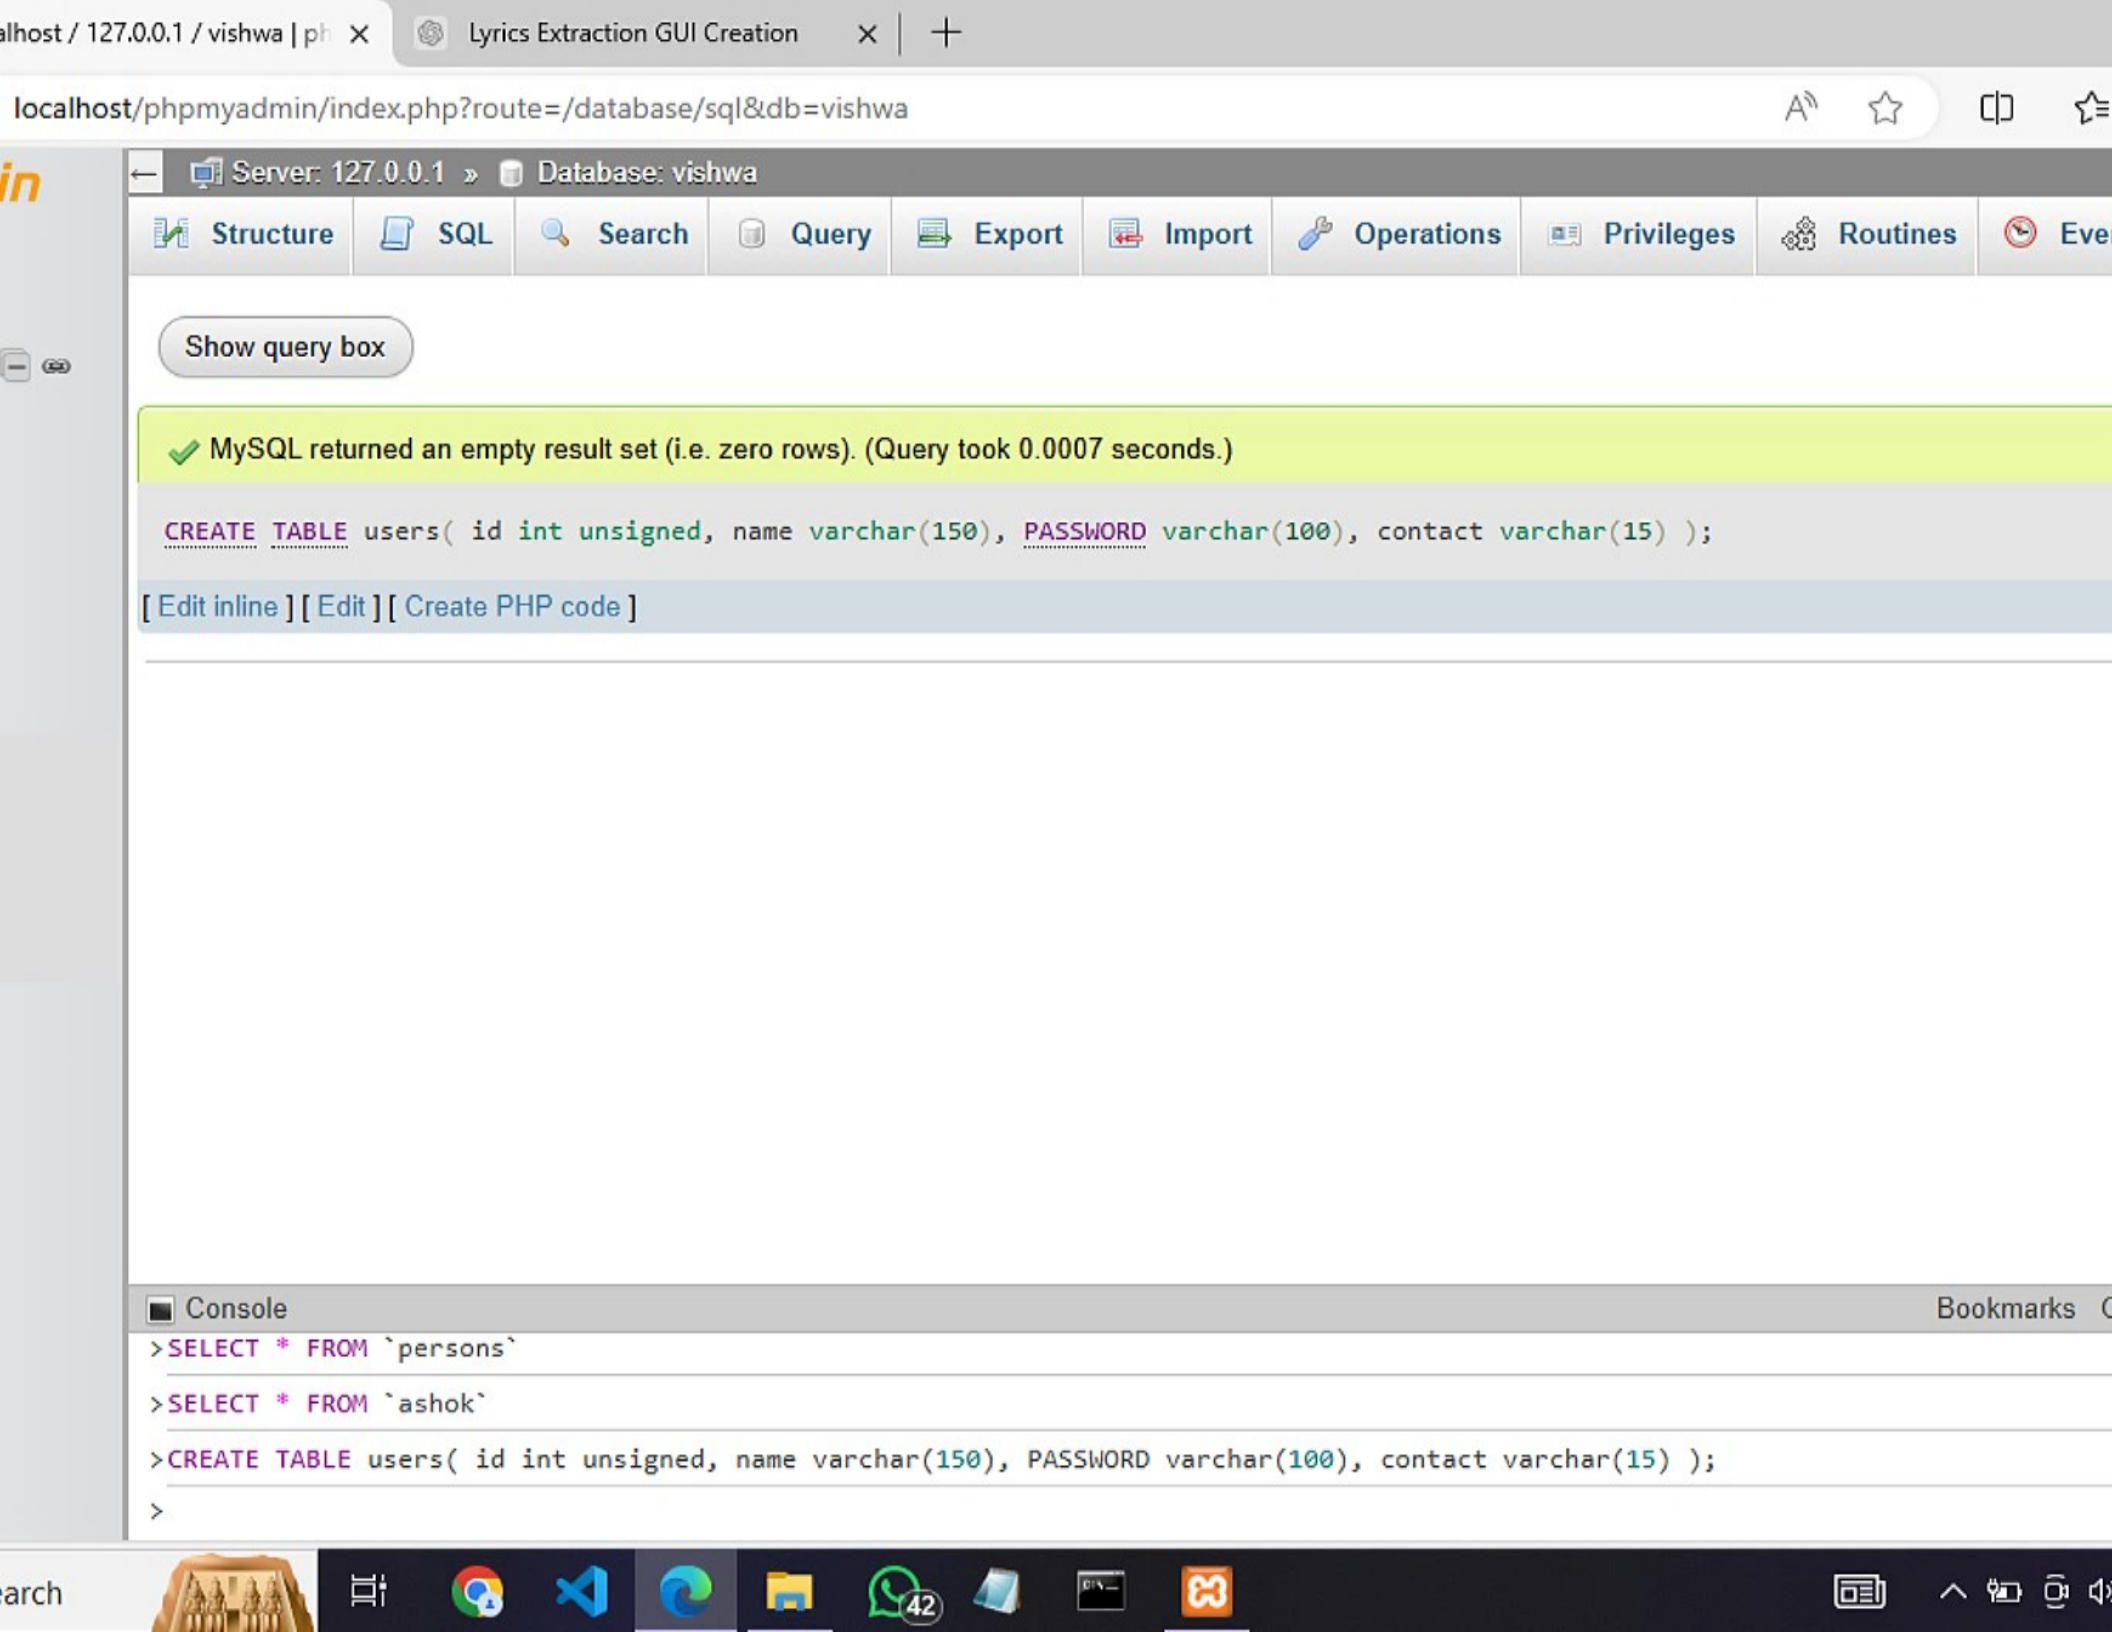 alhost / 127.0.0.1 / vishwa | ph
Lyrics Extraction GUI Creation
localhost/phpmyadmin/index.php?route=/database/sql&db=vishwa
in
Server: 127.0.0.1 » Database: vishwa
Structure SQL Search Query Export Import Operations Privileges Routines Eve
Show query box
MySQL returned an empty result set (i.e. zero rows). (Query took 0.0007 seconds.)
CREATE TABLE users( id int unsigned, name varchar(150), PASSWORD varchar(100), contact varchar(15) );
[ Edit inline ] [ Edit ] [ Create PHP code ]
Console Bookmarks
>SELECT * FROM `persons`
>SELECT * FROM `ashok`
>CREATE TABLE users( id int unsigned, name varchar(150), PASSWORD varchar(100), contact varchar(15) );
>
earch
42